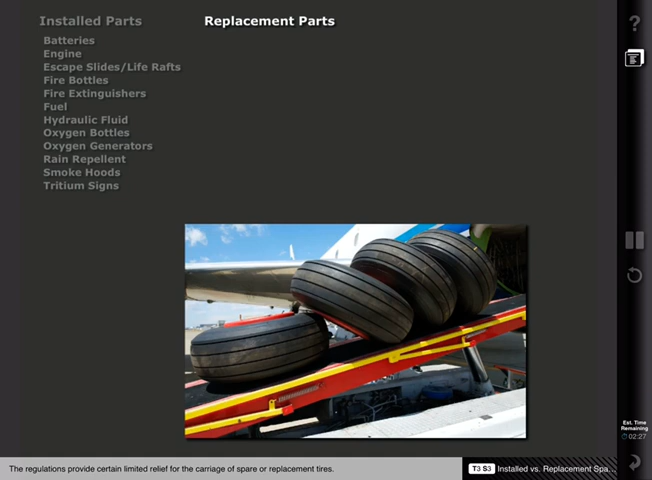 Installed Parts
Batteries
Engine
Escape Slides/Life Rafts
Fire Bottles
Fire Extinguishers
Fuel
Hydraulic Fluid
Oxygen Bottles
Oxygen Generators
Rain Repellent
Smoke Hoods
Tritium Signs
Replacement Parts
?
Est. Time
Remaining
02:27
The regulations provide certain limited relief for the carriage of spare or replacement tires.
T3 S3 Installed vs. Replacement Spa...